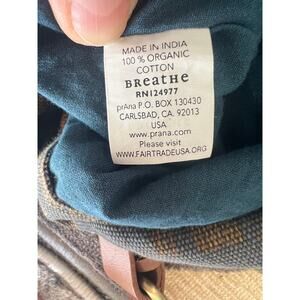 MADE IN INDIA
100 % ORGANIC
COTTON
BREATHE
RN124977
prAna P.O. BOX 130430
CARLSBAD, CA. 92013
USA
www.prana.com
Please visit
WWW.FAIRTRADEUSA.ORG